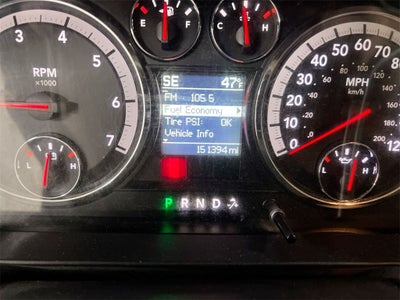 SE 47°F
FM 105.5
Fuel Economy
Tire PSI: OK
Vehicle Info
151394 mi
P R N D
RPM
×1000
3 4 5 6 7
E F
C H
L H
MPH
km/h
0 10 20 30 40 50 60 70 80
L H